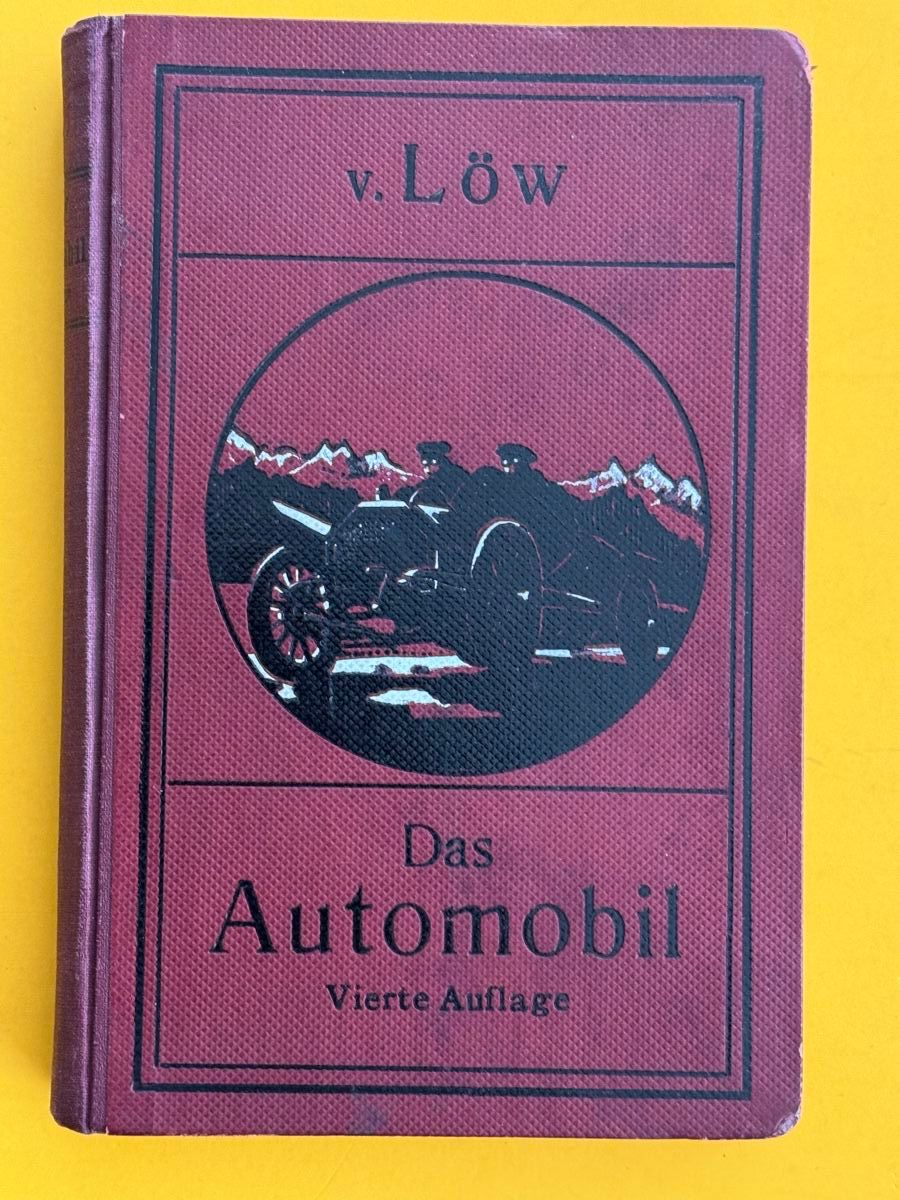 v. Löw
Das
Automobil
Vierte Auflage